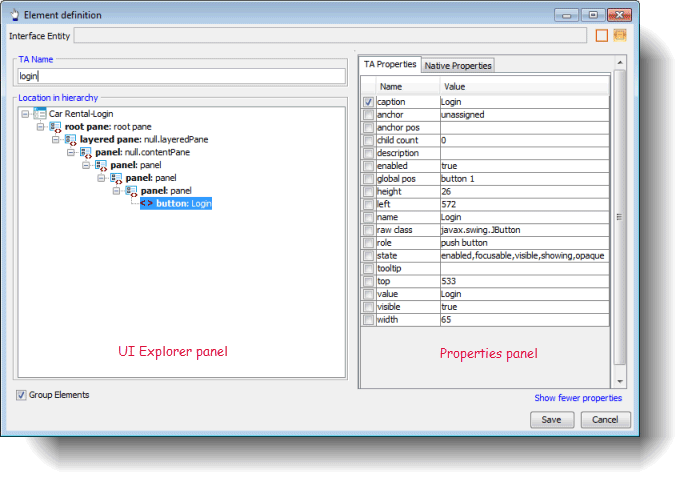 Element definition
Interface Entity
TA Name
login
Location in hierarchy
Car Rental-Login
root pane: root pane
layered pane: null.layeredPane
panel: null.contentPane
panel: panel
panel: panel
panel: panel
<> button: Login
UI Explorer panel
Group Elements
TA Properties Native Properties
Name Value
caption Login
anchor unassigned
anchor pos
child count 0
description
enabled true
global pos button 1
height 26
left 572
name Login
raw class javax.swing.JButton
role push button
state enabled,focusable,visible,showing,opaque
tooltip
top 533
value Login
visible true
width 65
Properties panel
Show fewer properties
Save Cancel